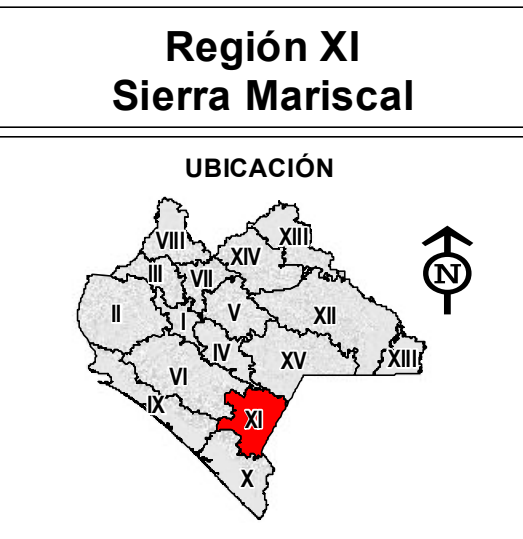 Región XI
Sierra Mariscal
UBICACIÓN
VIII
XIII
XIV
III
VII
II
I
V
XII
IV
XV
XIII
VI
IX
XI
X
N